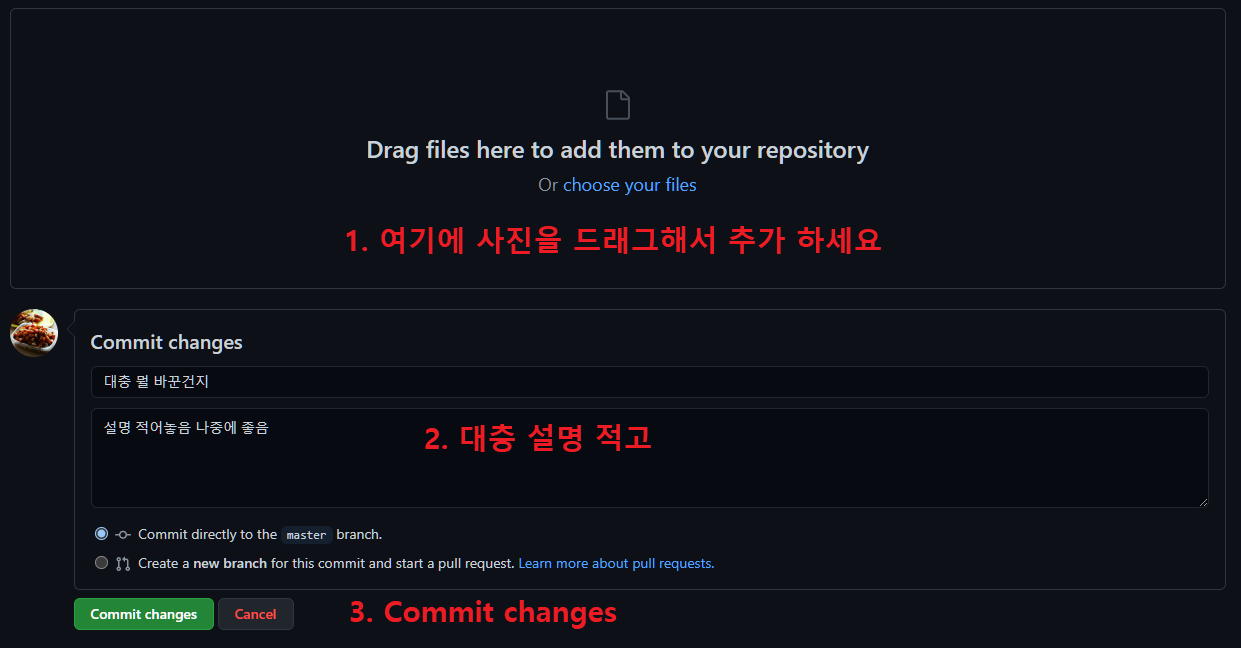 Drag files here to add them to your repository
Or choose your files
1. 여기에 사진을 드래그해서 추가 하세요
Commit changes
대충 뭘 바꾼건지
설명 적어놓음 나중에 좋음
2. 대충 설명 적고
Commit directly to the master branch.
Create a new branch for this commit and start a pull request. Learn more about pull requests.
Commit changes Cancel 3. Commit changes